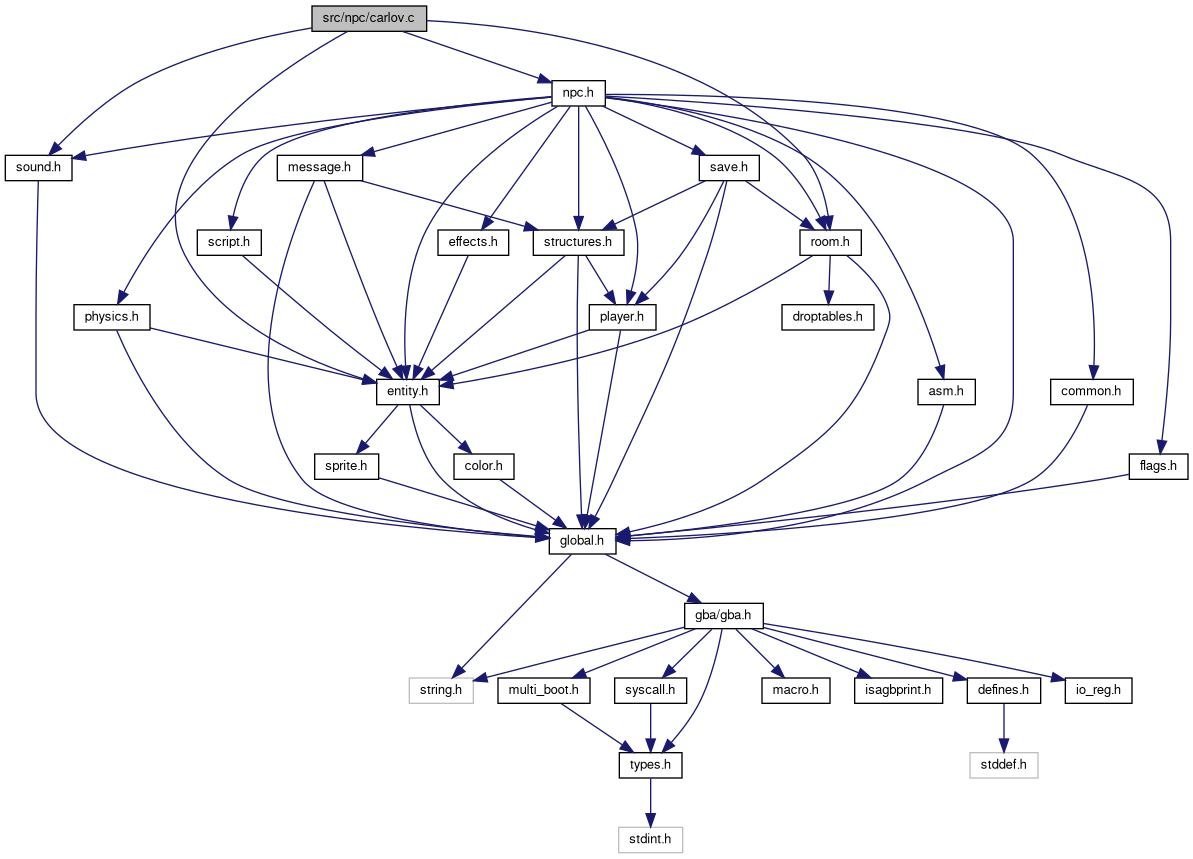 src/npc/carlov.c
npc.h
sound.h
message.h
save.h
script.h
effects.h
structures.h
room.h
physics.h
player.h
droptables.h
entity.h
asm.h
common.h
sprite.h
color.h
flags.h
global.h
gba/gba.h
string.h
multi_boot.h
syscall.h
macro.h
isagbprint.h
defines.h
io_reg.h
types.h
stddef.h
stdint.h